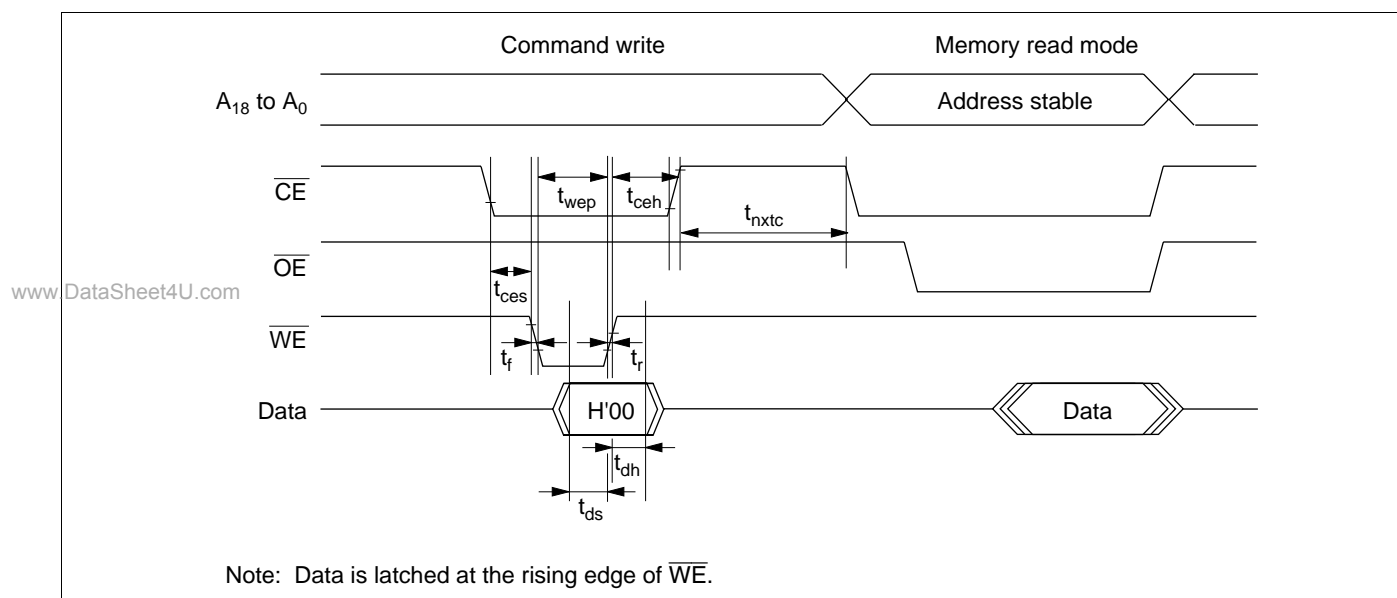 Command write Memory read mode
A18 to A0 Address stable
CE
twep tceh
tnxtc
OE
www.DataSheet4U.com
tces
WE
tf tr
Data H'00 Data
tdh
tds
Note: Data is latched at the rising edge of WE.